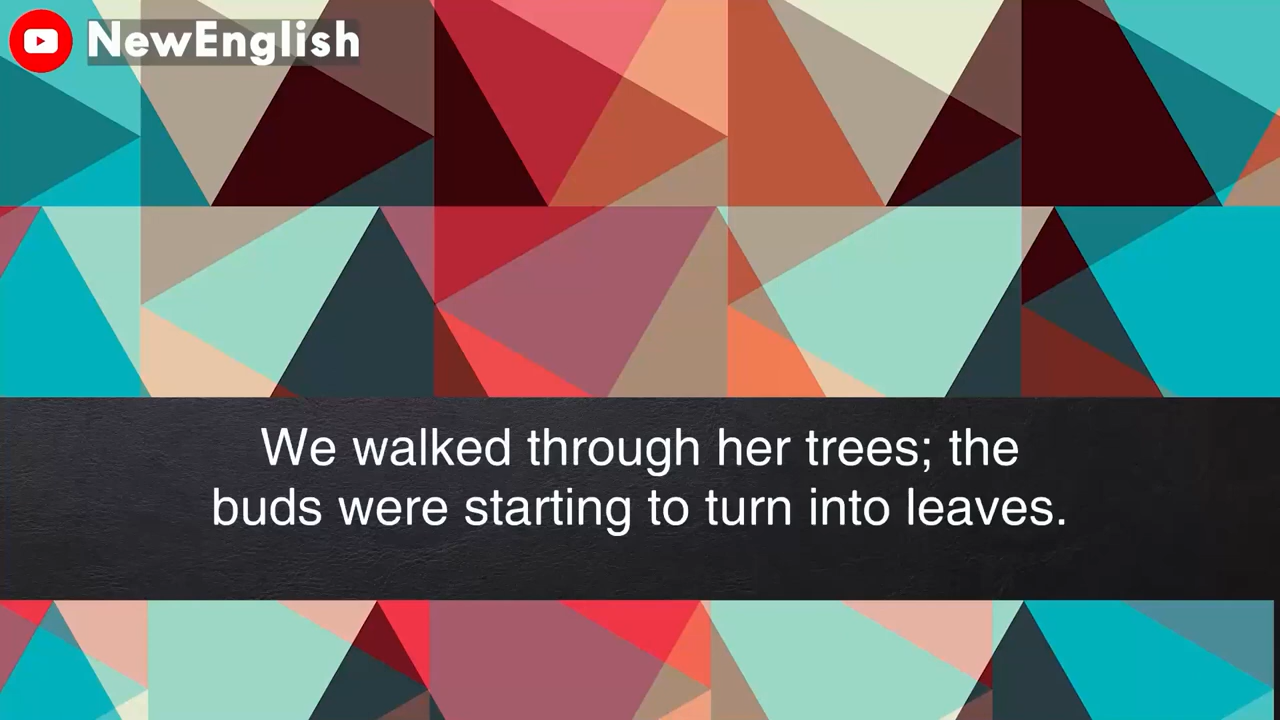 NewEnglish
We walked through her trees; the
buds were starting to turn into leaves.